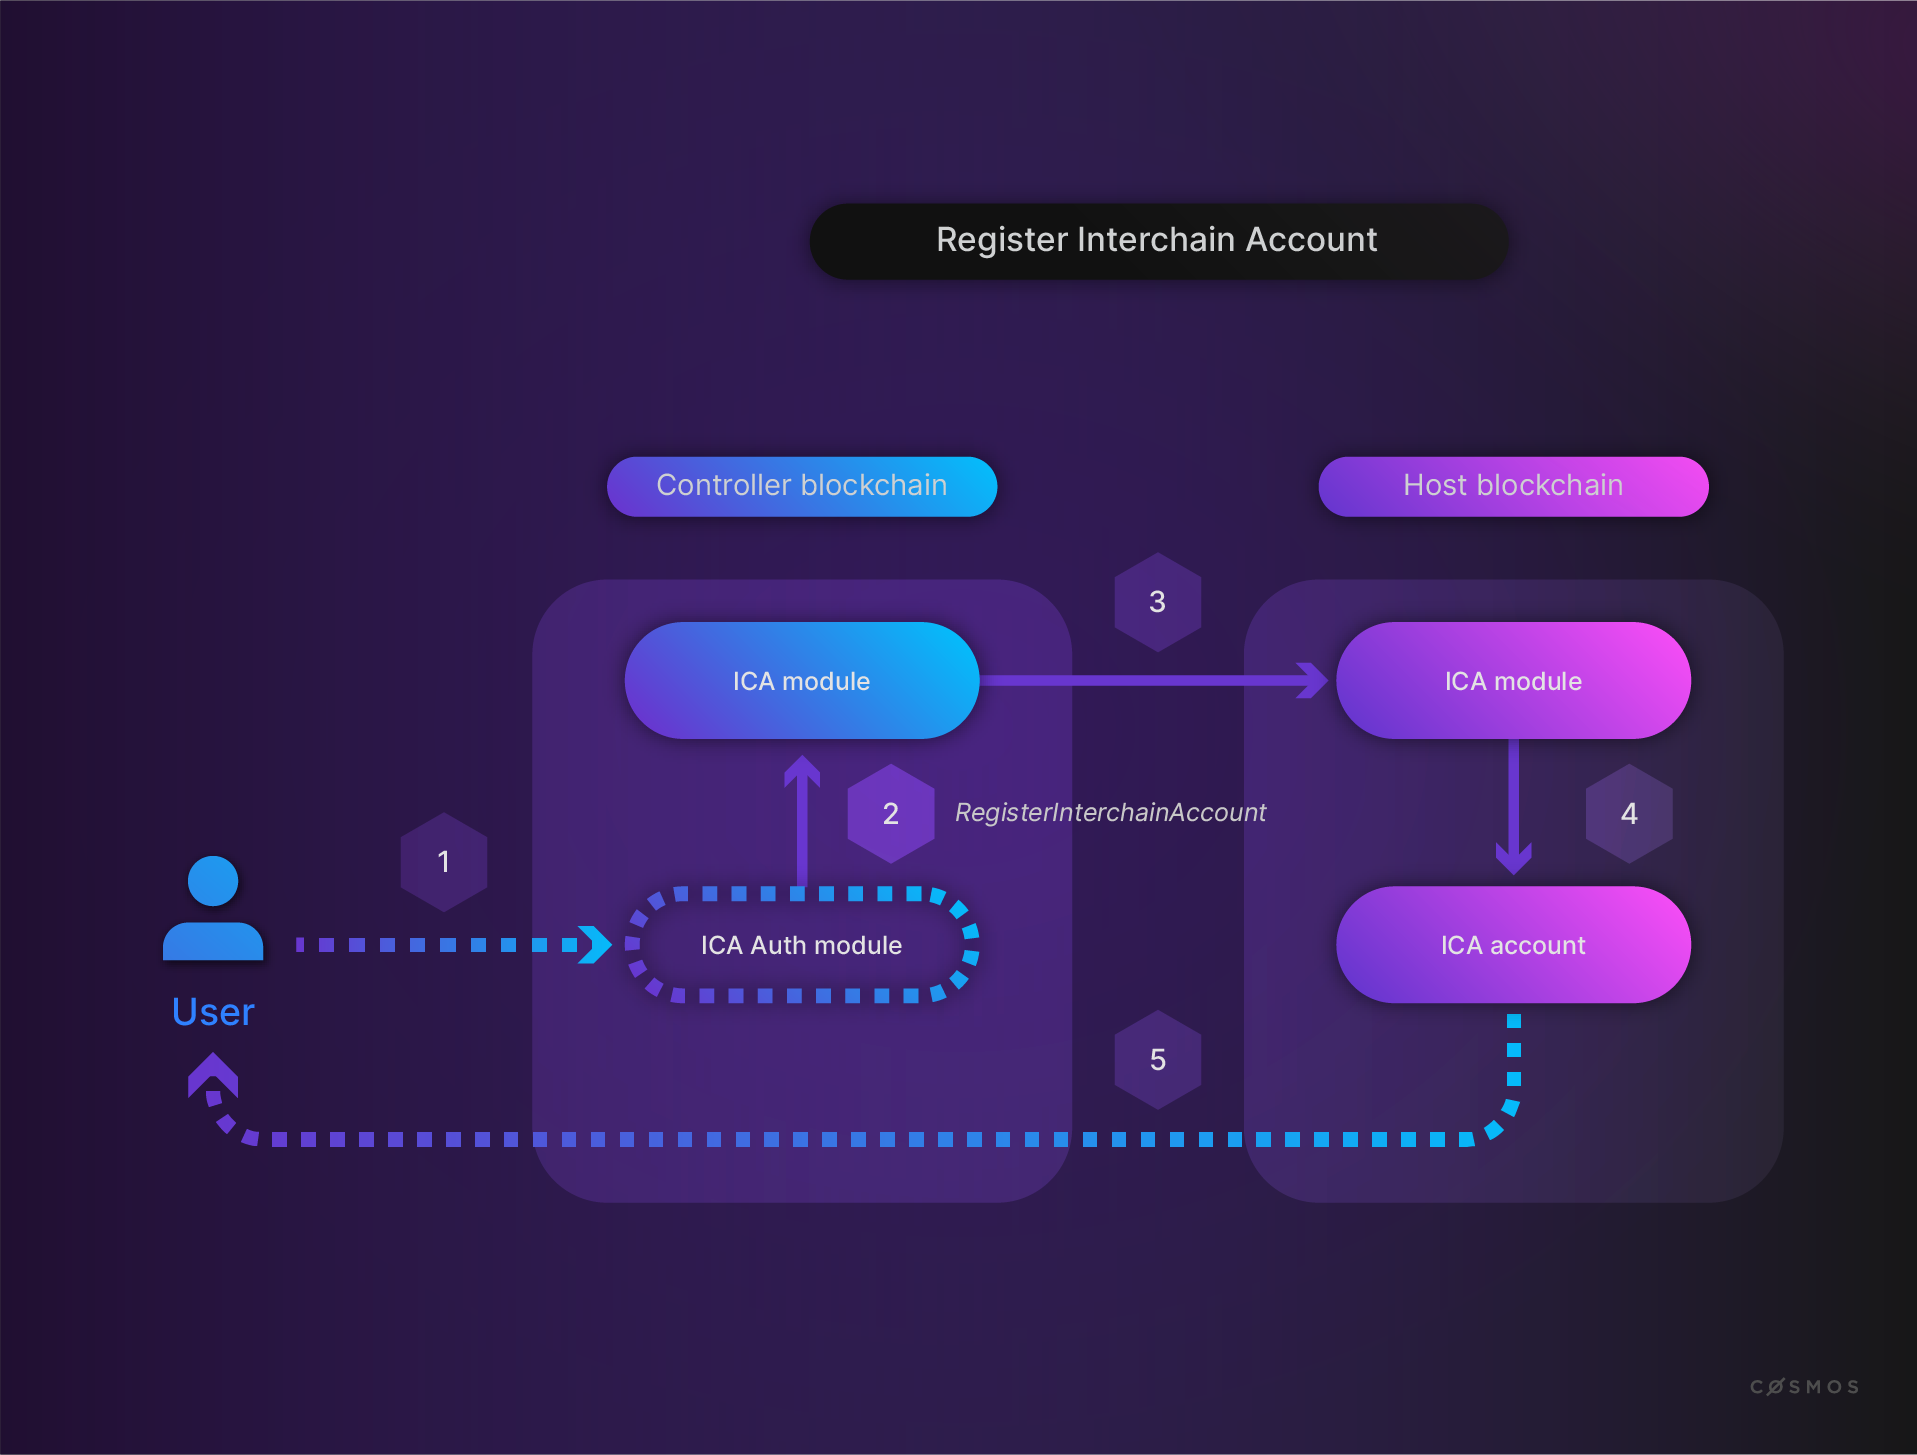 Register Interchain Account
Controller blockchain
Host blockchain
3
ICA module
ICA module
2
RegisterInterchainAccount
4
1
ICA Auth module
ICA account
User
5
CØSMOS